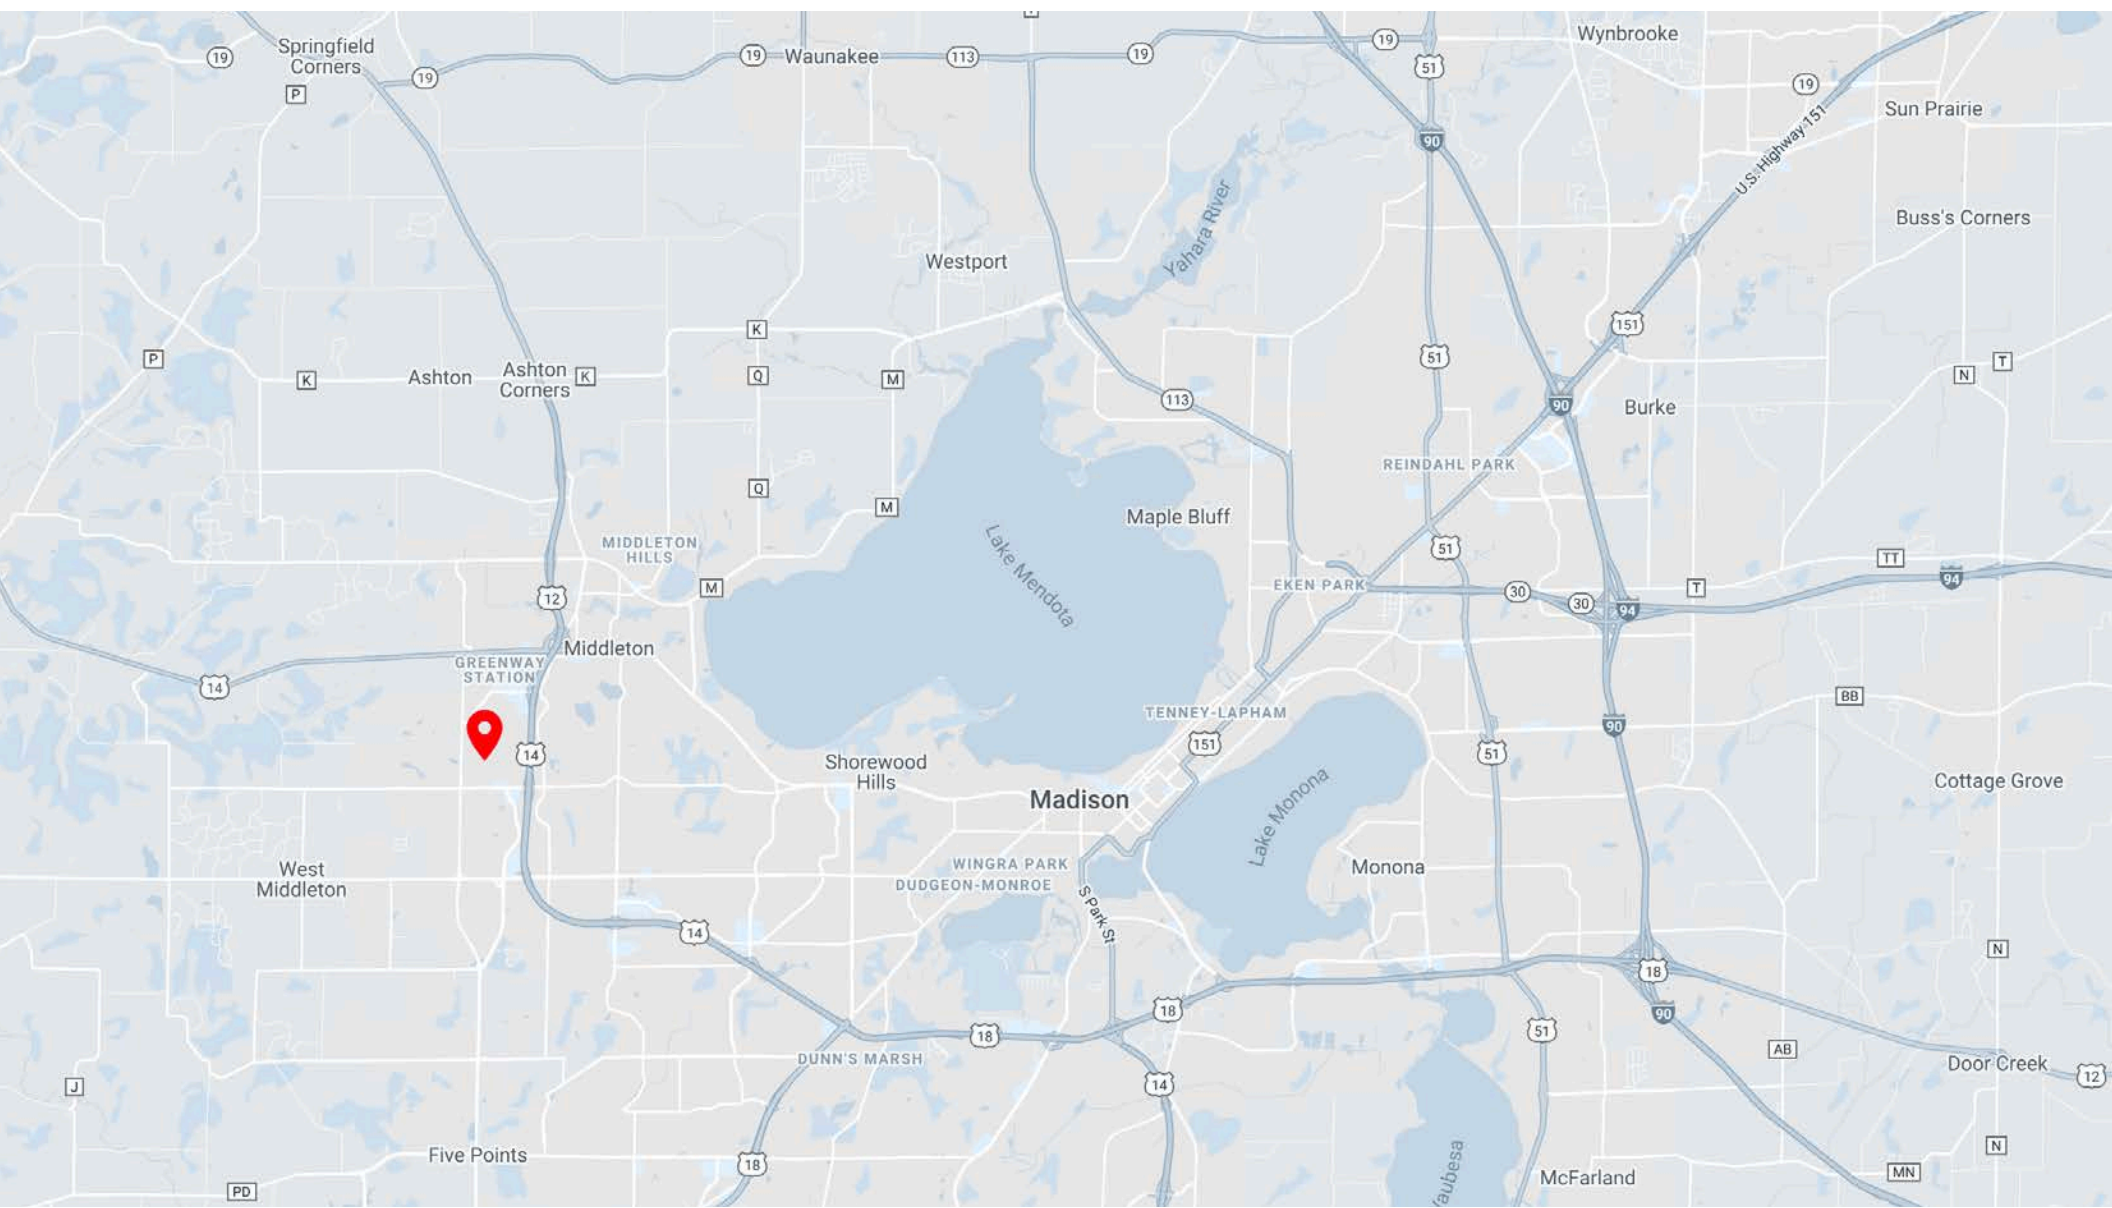 Springfield
Corners
19
19
19
Waunakee
113
19
19
51
Wynbrooke
19
Sun Prairie
P
U.S. Highway 151
90
Yahara River
Buss's Corners
Westport
K
151
P
K
Ashton
Ashton
Corners
K
Q
M
51
T
N
113
90
Burke
REINDAHL PARK
Q
M
Maple Bluff
Lake Mendota
MIDDLETON
HILLS
M
51
TT
94
EKEN PARK
30
30
94
T
12
Middleton
GREENWAY
STATION
14
BB
TENNEY-LAPHAM
90
151
51
14
Shorewood
Hills
Madison
Lake Monona
Cottage Grove
West
Middleton
WINGRA PARK
DUDGEON-MONROE
Monona
S Park St
14
N
18
18
18
90
51
DUNN'S MARSH
AB
Door Creek
12
J
14
Five Points
18
N
McFarland
MN
PD